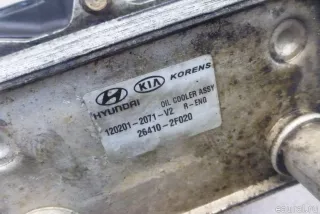 HYUNDAI KIA KORENS
OIL COOLER ASSY
120201-2071-V2 R-ENG
26410-2F020